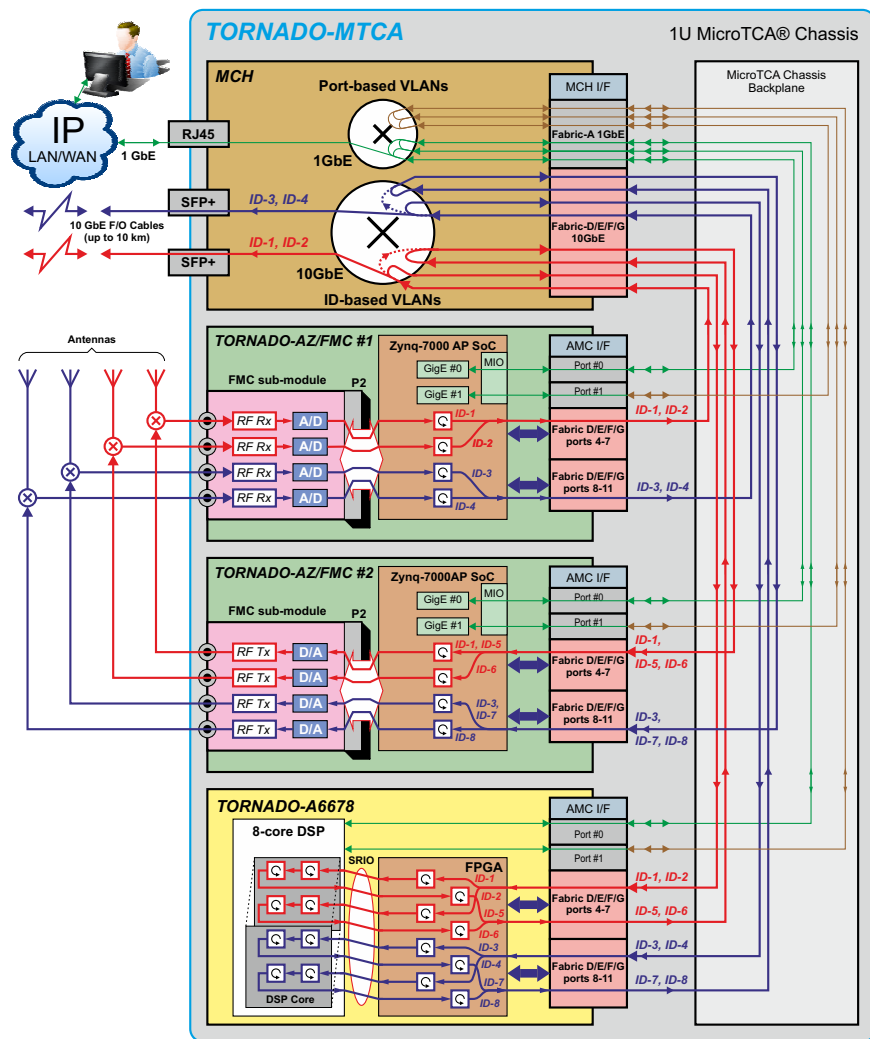 TORNADO-MTCA
1U MicroTCA® Chassis
MCH
Port-based VLANs
MCH I/F
MicroTCA Chassis
Backplane
IP
LAN/WAN
1 GbE
RJ45
1GbE
Fabric-A 1GbE
SFP+
ID-3, ID-4
10 GbE F/O Cables
(up to 10 km)
ID-1, ID-2
SFP+
10GbE
Fabric-D/E/F/G
10GbE
ID-based VLANs
Antennas
TORNADO-AZ/FMC #1
Zynq-7000 AP SoC
AMC I/F
FMC sub-module
P2
GigE #0
MIO
Port #0
GigE #1
Port #1
RF Rx
A/D
ID-1
ID-1, ID-2
RF Rx
A/D
ID-2
Fabric D/E/F/G
ports 4-7
RF Rx
A/D
ID-3
Fabric D/E/F/G
ports 8-11
ID-3, ID-4
RF Rx
A/D
ID-4
TORNADO-AZ/FMC #2
Zynq-7000AP SoC
AMC I/F
FMC sub-module
P2
GigE #0
MIO
Port #0
GigE #1
Port #1
RF Tx
D/A
ID-1, ID-5
ID-1,
ID-5, ID-6
RF Tx
D/A
ID-6
Fabric D/E/F/G
ports 4-7
RF Tx
D/A
ID-3,
ID-7
Fabric D/E/F/G
ports 8-11
ID-3,
ID-7, ID-8
RF Tx
D/A
ID-8
TORNADO-A6678
AMC I/F
8-core DSP
Port #0
SRIO
FPGA
Port #1
ID-1
ID-1, ID-2
ID-2
Fabric D/E/F/G
ports 4-7
ID-5
ID-5, ID-6
ID-6
ID-3
ID-3, ID-4
ID-4
Fabric D/E/F/G
ports 8-11
ID-7
ID-7, ID-8
ID-8
DSP Core